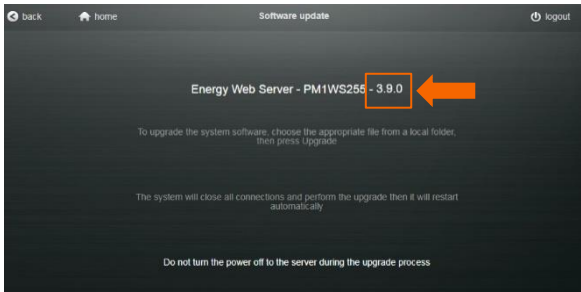 back
home
Software update
logout
Energy Web Server - PM1WS255 - 3.9.0
To upgrade the system software, choose the appropriate file from a local folder,
then press Upgrade
The system will close all connections and perform the upgrade then it will restart
automatically
Do not turn the power off to the server during the upgrade process